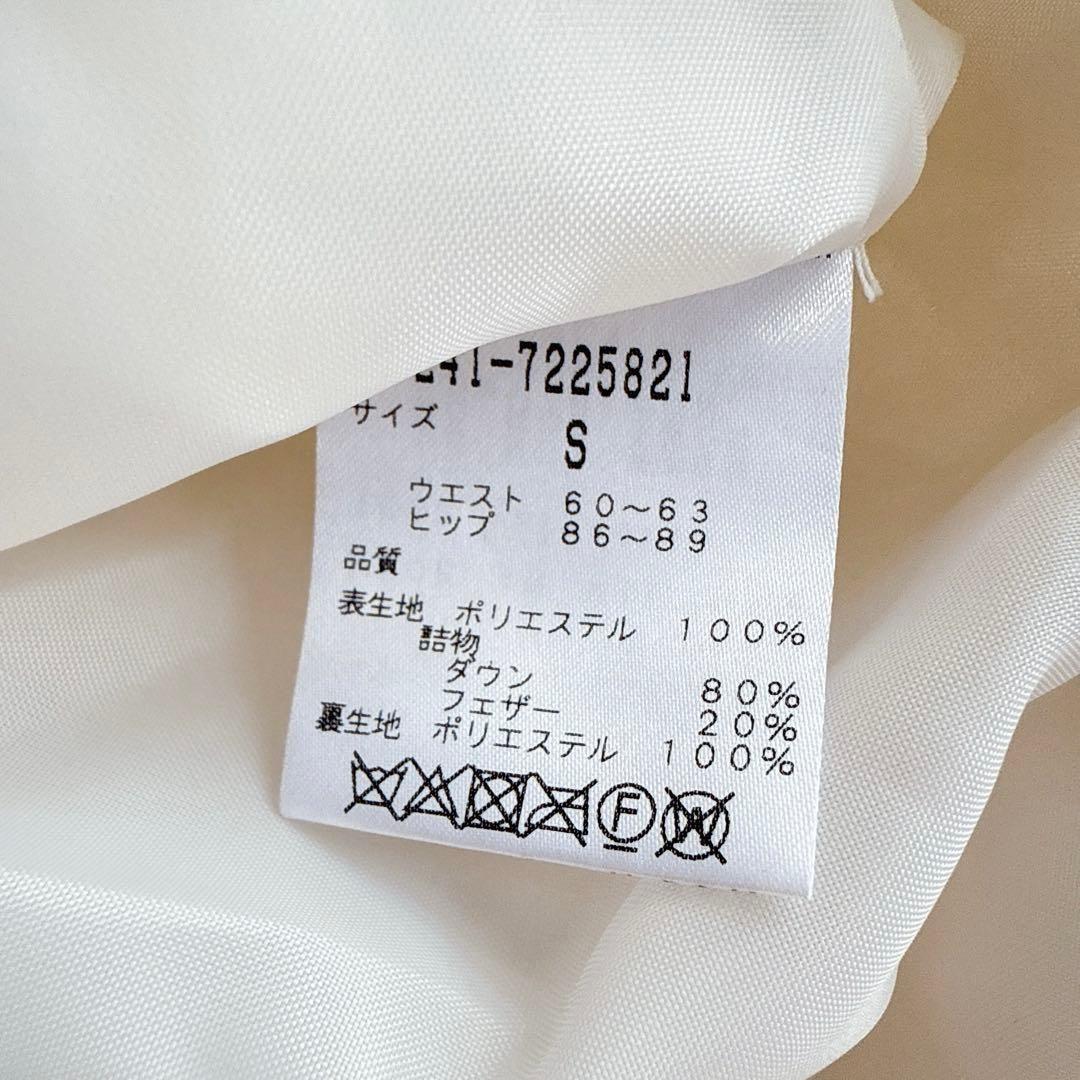 241-7225821
サイズ
S
ウエスト 60～63
ヒップ 86～89
品質
表生地 ポリエステル 100%
詰物
ダウン 80%
フェザー 20%
裏生地 ポリエステル 100%
F W